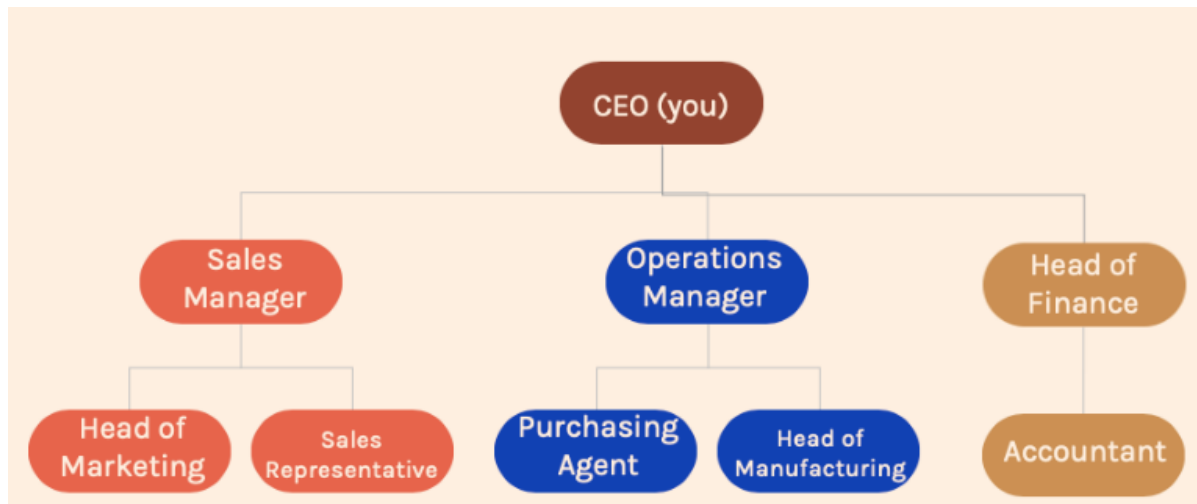 CEO (you)
Sales
Manager
Operations
Manager
Head of
Finance
Head of
Marketing
Sales
Representative
Purchasing
Agent
Head of
Manufacturing
Accountant